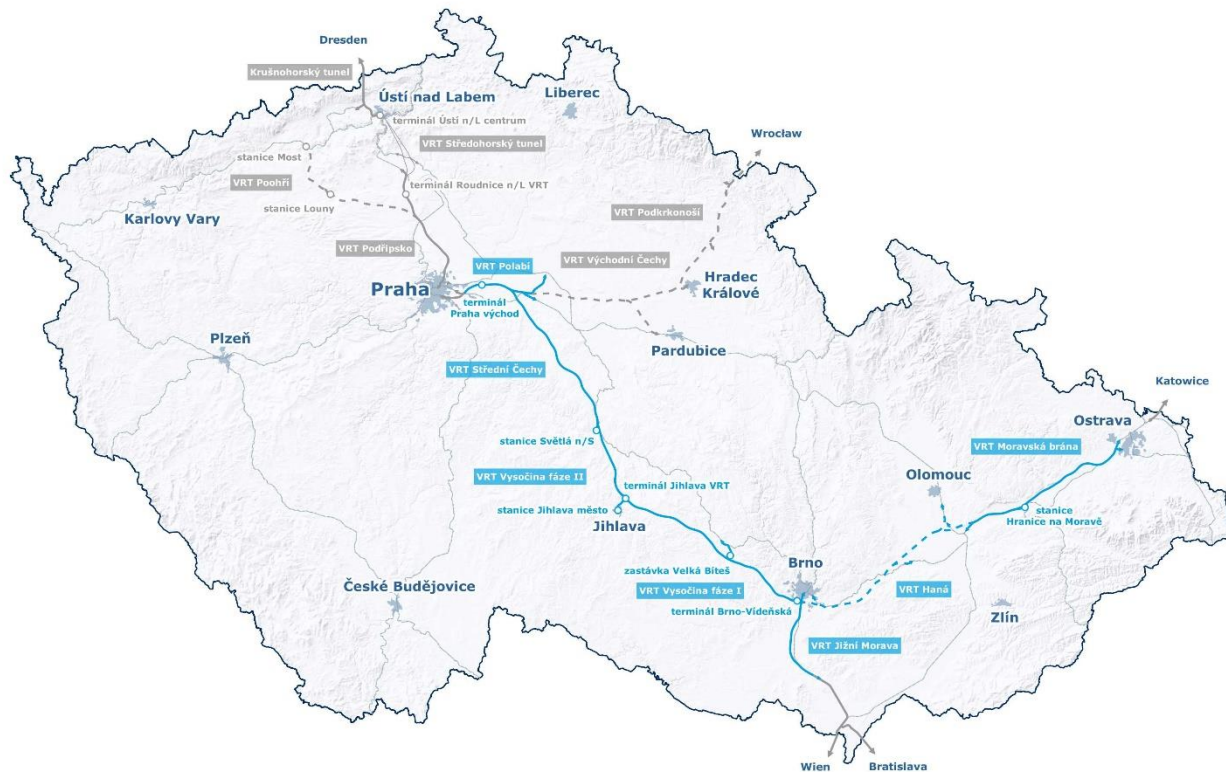 Dresden
Krušnohorský tunel
Ústí nad Labem
Liberec
terminál Ústí n/L centrum
VRT Středohorský tunel
Wrocław
stanice Most
VRT Poohří
terminál Roudnice n/L VRT
stanice Louny
Karlovy Vary
VRT Podkrkonoší
VRT Podřipsko
VRT Polabí
VRT Východní Čechy
Hradec
Králové
Praha
terminál
Praha východ
Plzeň
Pardubice
VRT Střední Čechy
Katowice
Ostrava
stanice Světlá n/S
VRT Moravská brána
VRT Vysočina fáze II
terminál Jihlava VRT
Olomouc
stanice Jihlava město
stanice
Hranice na Moravě
Jihlava
zastávka Velká Bíteš
Brno
České Budějovice
VRT Vysočina fáze I
VRT Haná
terminál Brno-Vídeňská
Zlín
VRT Jižní Morava
Wien
Bratislava